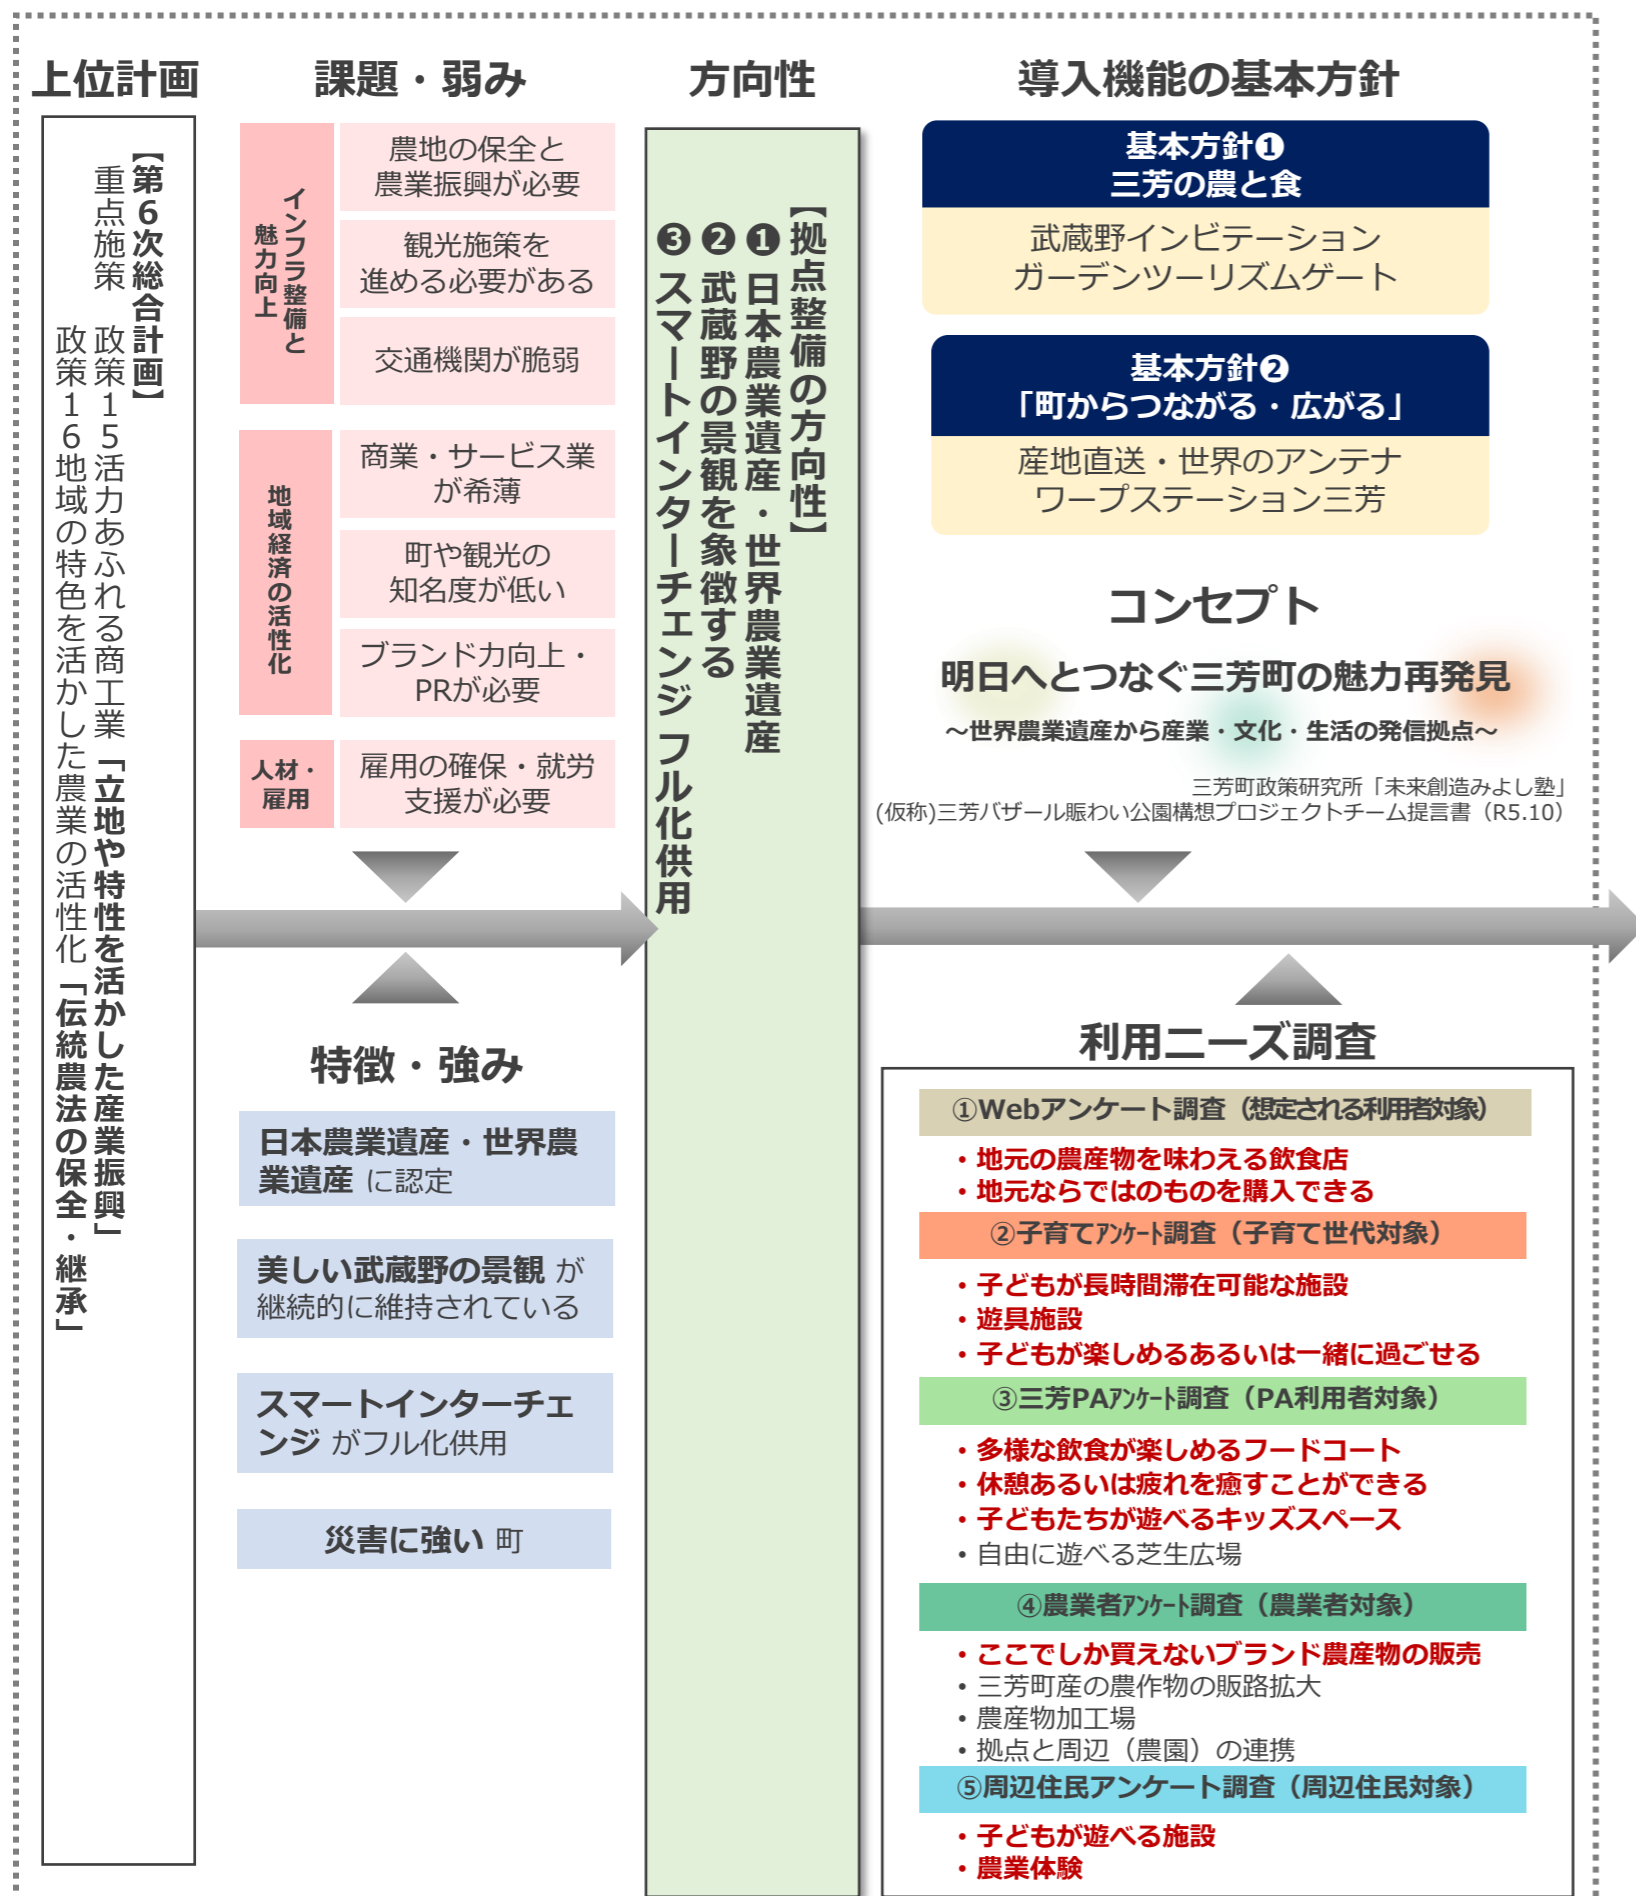 上位計画
【第6次総合計画】
重点施策　政策15活力あふれる商工業「立地や特性を活かした産業振興」
政策16地域の特色を活かした農業の活性化「伝統農法の保全・継承」
課題・弱み
インフラ整備と
魅力向上
農地の保全と
農業振興が必要
観光施策を
進める必要がある
交通機関が脆弱
地域経済の活性化
商業・サービス業
が希薄
町や観光の
知名度が低い
ブランド力向上・
PRが必要
人材・
雇用
雇用の確保・就労
支援が必要
特徴・強み
日本農業遺産・世界農
業遺産 に認定
美しい武蔵野の景観 が
継続的に維持されている
スマートインターチェ
ンジ がフル化供用
災害に強い 町
方向性
【拠点整備の方向性】
❶日本農業遺産・世界農業遺産
❷武蔵野の景観を象徴する
❸スマートインターチェンジ フル化供用
導入機能の基本方針
基本方針❶
三芳の農と食
武蔵野インビテーション
ガーデンツーリズムゲート
基本方針❷
「町からつながる・広がる」
産地直送・世界のアンテナ
ワープステーション三芳
コンセプト
明日へとつなぐ三芳町の魅力再発見
～世界農業遺産から産業・文化・生活の発信拠点～
三芳町政策研究所「未来創造みよし塾」
(仮称)三芳バザール賑わい公園構想プロジェクトチーム提言書（R5.10）
利用ニーズ調査
①Webアンケート調査（想定される利用者対象）
・地元の農産物を味わえる飲食店
・地元ならではのものを購入できる
②子育てｱﾝｹｰﾄ調査（子育て世代対象）
・子どもが長時間滞在可能な施設
・遊具施設
・子どもが楽しめるあるいは一緒に過ごせる
③三芳PAｱﾝｹｰﾄ調査（PA利用者対象）
・多様な飲食が楽しめるフードコート
・休憩あるいは疲れを癒すことができる
・子どもたちが遊べるキッズスペース
・自由に遊べる芝生広場
④農業者ｱﾝｹｰﾄ調査（農業者対象）
・ここでしか買えないブランド農産物の販売
・三芳町産の農作物の販路拡大
・農産物加工場
・拠点と周辺（農園）の連携
⑤周辺住民アンケート調査（周辺住民対象）
・子どもが遊べる施設
・農業体験